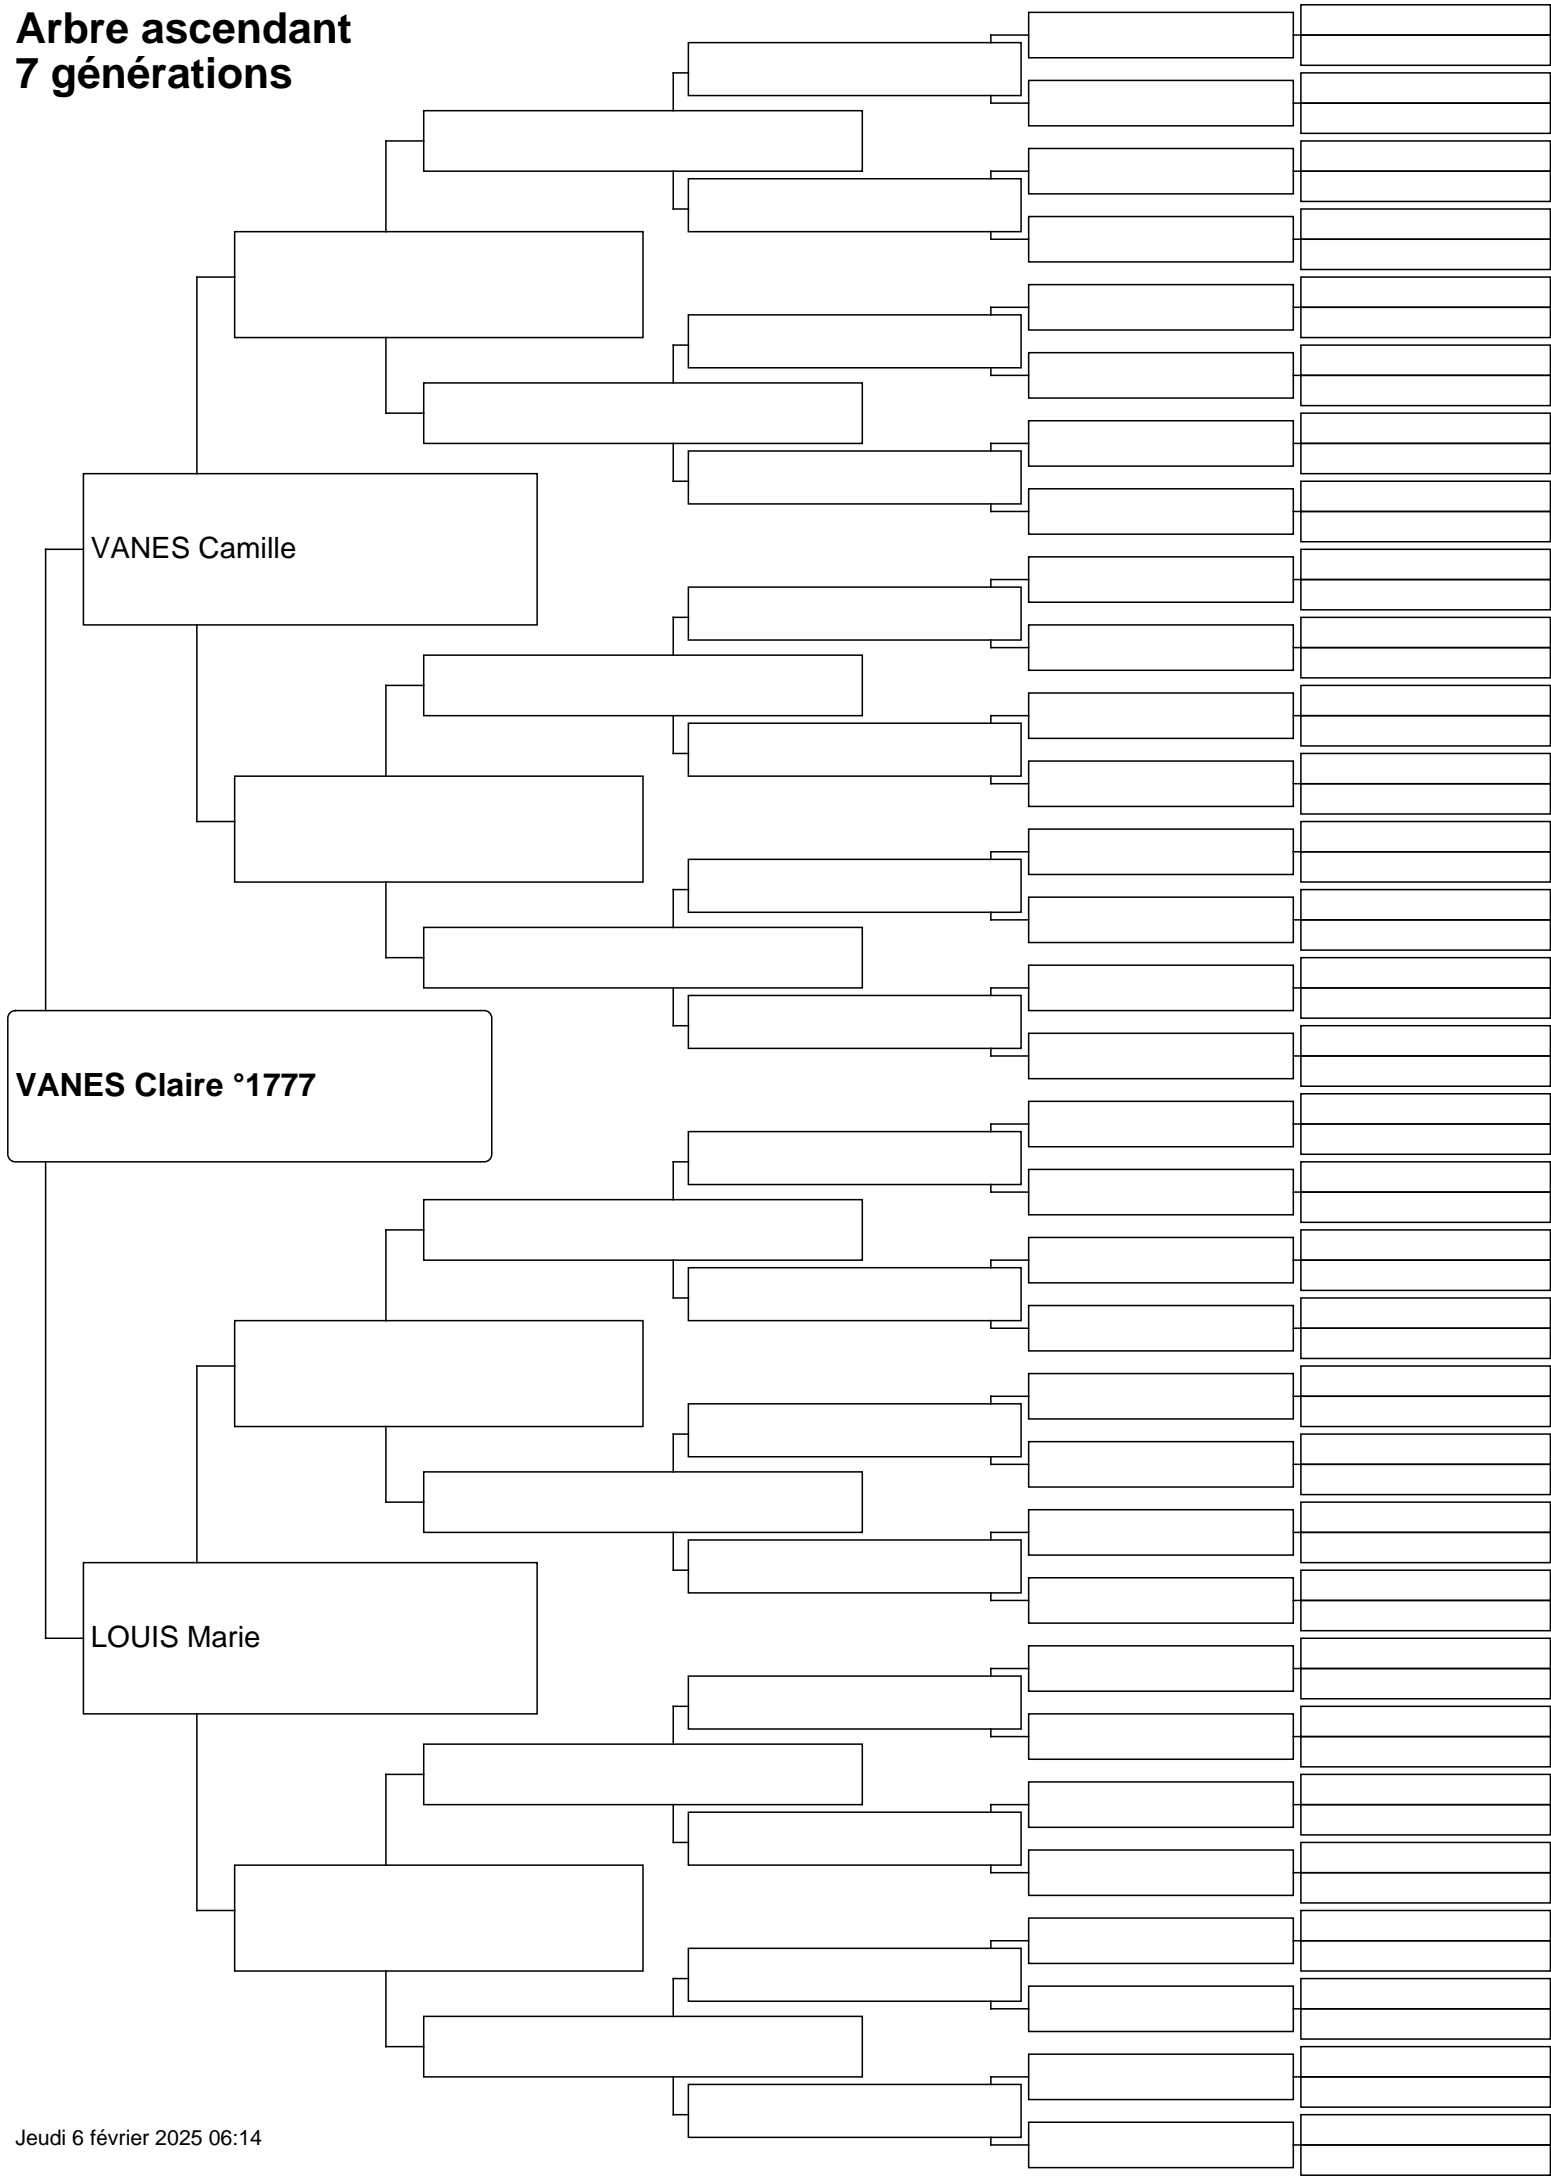 Arbre ascendant
7 générations
VANES Camille
VANES Claire °1777
LOUIS Marie
Jeudi 6 février 2025 06:14